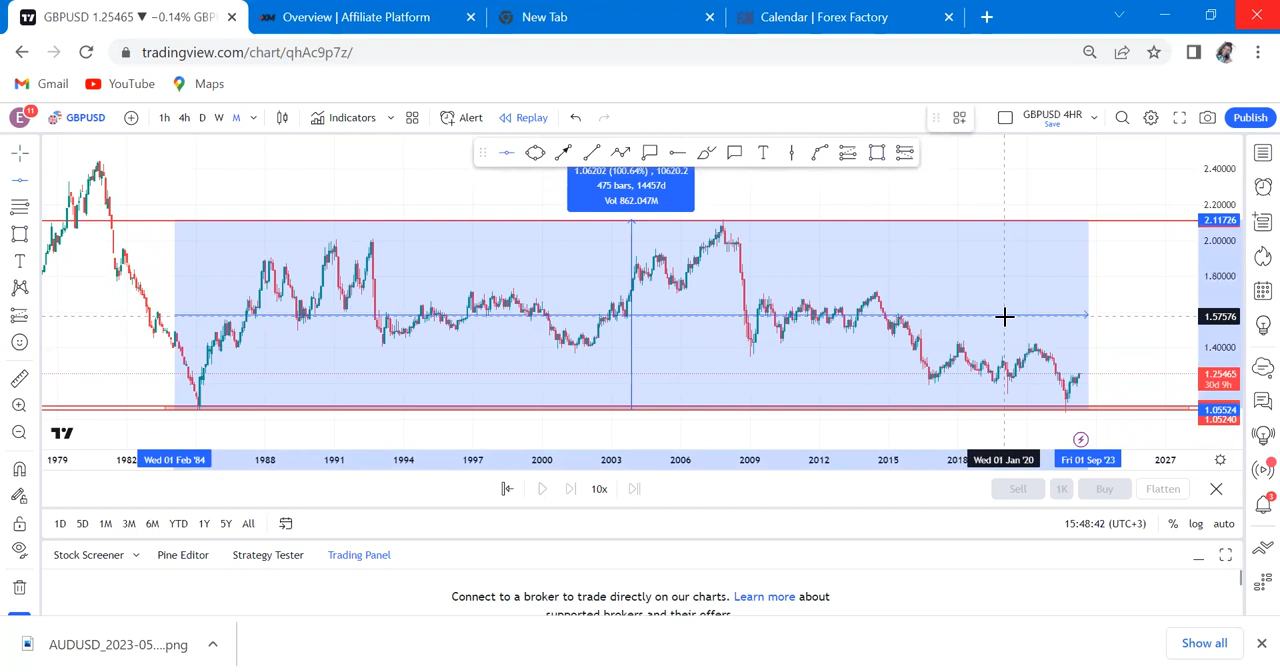 GBPUSD 1.25465 ▼ −0.14% GBP
Overview | Affiliate Platform
New Tab
Calendar | Forex Factory
tradingview.com/chart/qhAc9p7z/
Gmail
YouTube
Maps
E
11
GBPUSD
1h 4h D W M
Indicators
Alert
Replay
GBPUSD 4HR
Save
Publish
1.06202 (100.64%) , 10620.2
475 bars, 14457d
Vol 862.047M
2.40000
2.20000
2.11726
2.00000
1.80000
1.57576
1.40000
1.25465
30d 9h
1.05524
1.05240
1979
1982
Wed 01 Feb '84
1988
1991
1994
1997
2000
2003
2006
2009
2012
2015
2018
Wed 01 Jan '20
Fri 01 Sep '23
2027
10x
Sell
1K
Buy
Flatten
1D 5D 1M 3M 6M YTD 1Y 5Y All
15:48:42 (UTC+3)
%
log
auto
3
Stock Screener
Pine Editor
Strategy Tester
Trading Panel
Connect to a broker to trade directly on our charts. Learn more about
supported brokers and their offers.
AUDUSD_2023-05....png
Show all